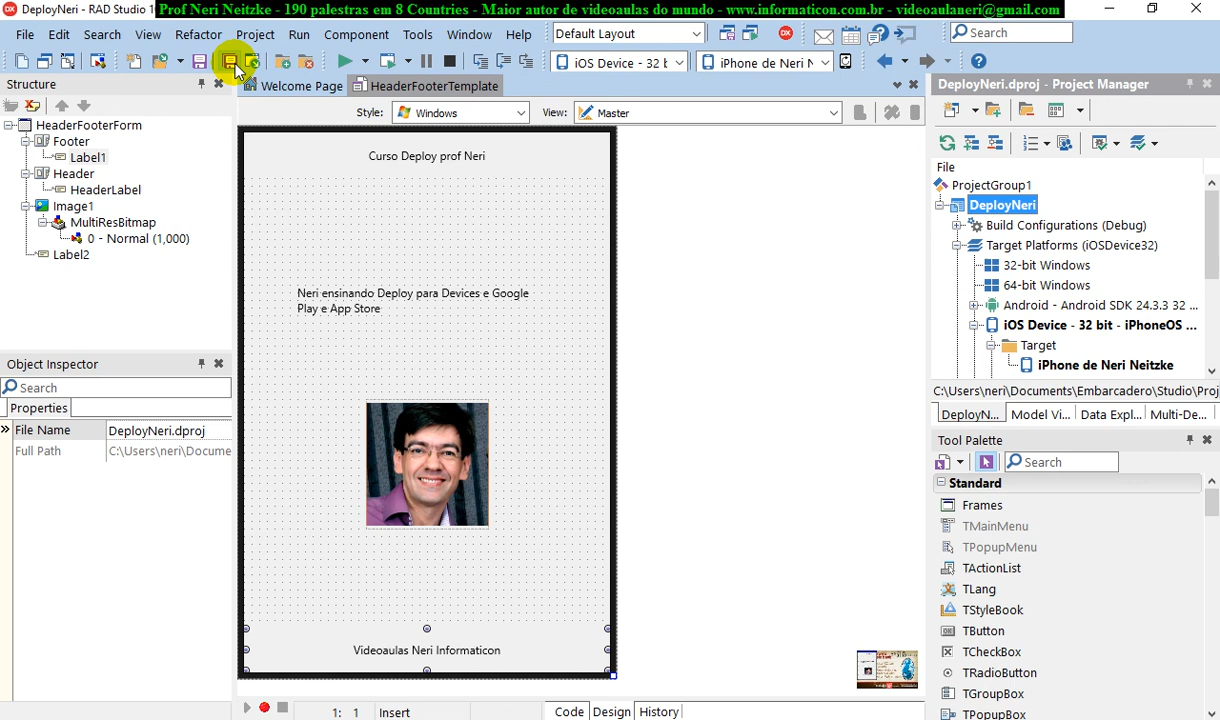 DeployNeri - RAD Studio 1
Prof Neri Neitzke - 190 palestras em 8 Countries - Maior autor de videoaulas do mundo - www.informaticon.com.br - videoaulaneri@gmail.com
File Edit Search View Refactor Project Run Component Tools Window Help
Default Layout
DX
Search
iOS Device - 32 b
iPhone de Neri N
Structure
Welcome Page
HeaderFooterTemplate
DeployNeri.dproj - Project Manager
Style:
Windows
View:
Master
HeaderFooterForm
Footer
Label1
Header
HeaderLabel
Image1
MultiResBitmap
0 - Normal (1,000)
Label2
Curso Deploy prof Neri
Neri ensinando Deploy para Devices e Google
Play e App Store
Videoaulas Neri Informaticon
File
ProjectGroup1
DeployNeri
Build Configurations (Debug)
Target Platforms (iOSDevice32)
32-bit Windows
64-bit Windows
Android - Android SDK 24.3.3 32 ...
iOS Device - 32 bit - iPhoneOS ...
Target
iPhone de Neri Neitzke
C:\Users\neri\Documents\Embarcadero\Studio\Proj
DeployN... Model Vi... Data Expl... Multi-De...
Object Inspector
Search
Properties
File Name DeployNeri.dproj
Full Path C:\Users\neri\Docume
Tool Palette
Search
Standard
Frames
TMainMenu
TPopupMenu
TActionList
TLang
TStyleBook
TButton
TCheckBox
TRadioButton
TGroupBox
TPopupBox
1: 1 Insert
Code Design History